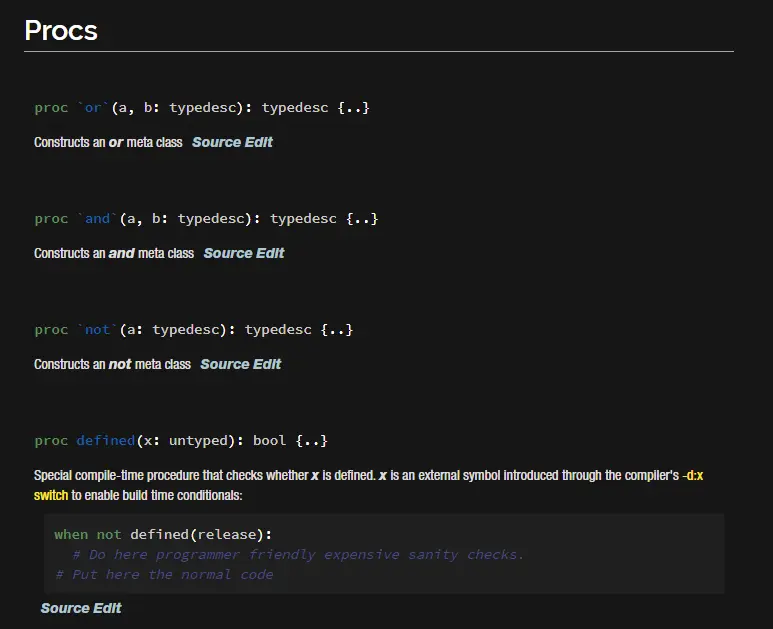 Procs
proc `or`(a, b: typedesc): typedesc {..}
Constructs an or meta class Source Edit
proc `and`(a, b: typedesc): typedesc {..}
Constructs an and meta class Source Edit
proc `not`(a: typedesc): typedesc {..}
Constructs an not meta class Source Edit
proc defined(x: untyped): bool {..}
Special compile-time procedure that checks whether x is defined. x is an external symbol introduced through the compiler's -d:x
switch to enable build time conditionals:
when not defined(release):
# Do here programmer friendly expensive sanity checks.
# Put here the normal code
Source Edit